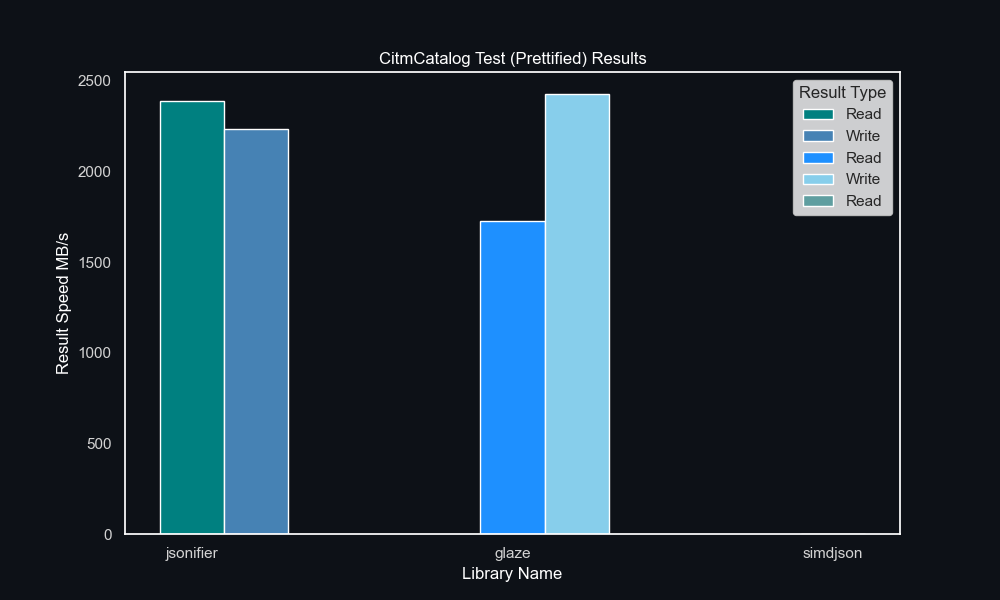 CitmCatalog Test (Prettified) Results
Result Speed MB/s
2500
2000
1500
1000
500
0
Result Type
Read
Write
Read
Write
Read
jsonifier
glaze
simdjson
Library Name